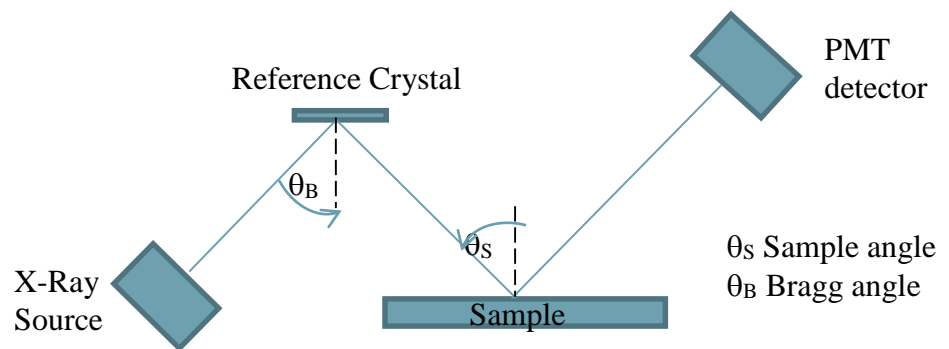 PMT
detector
Reference Crystal
θB
θS
X-Ray
Source
Sample
θS Sample angle
θB Bragg angle